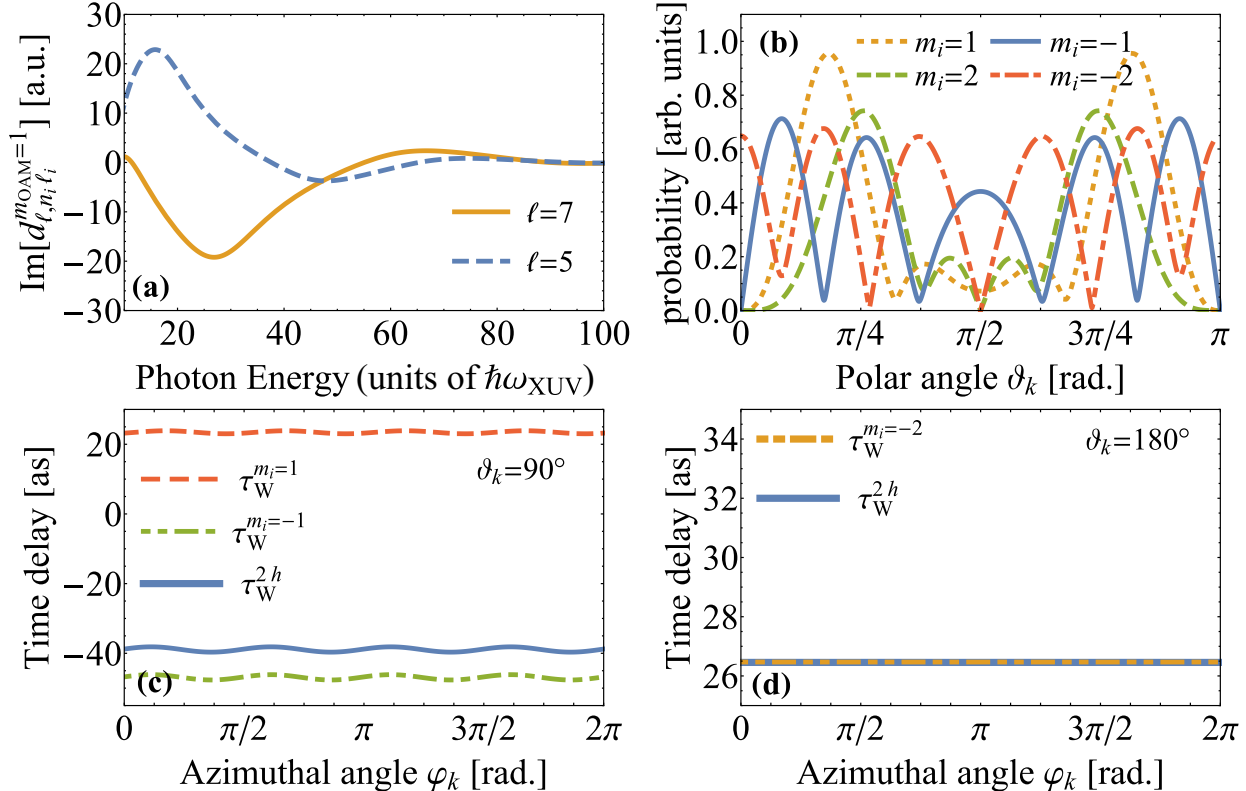 Im[d^{m_OAM=1}_{ℓ,n_i ℓ_i}] [a.u.]
30
20
10
0
−10
−20
−30
ℓ=7
ℓ=5
(a)
20 40 60 80 100
Photon Energy (units of ℏω_XUV)
probability [arb. units]
1.0
0.8
0.6
0.4
0.2
0.0
(b)
m_i=1 m_i=−1
m_i=2 m_i=−2
0 π/4 π/2 3π/4 π
Polar angle ϑ_k [rad.]
Time delay [as]
20
0
−20
−40
ϑ_k=90°
τ_W^{m_i=1}
τ_W^{m_i=−1}
τ_W^{2h}
(c)
0 π/2 π 3π/2 2π
Azimuthal angle φ_k [rad.]
Time delay [as]
34
32
30
28
26
τ_W^{m_i=−2}
ϑ_k=180°
τ_W^{2h}
(d)
0 π/2 π 3π/2 2π
Azimuthal angle φ_k [rad.]